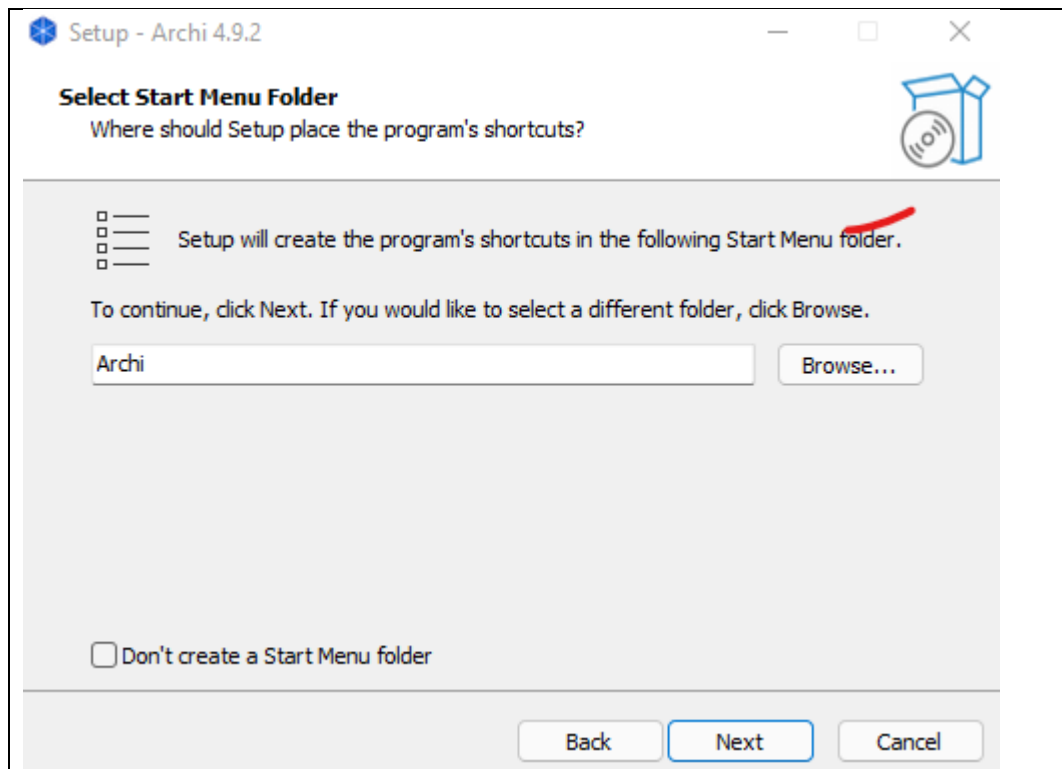 Setup - Archi 4.9.2
Select Start Menu Folder
Where should Setup place the program's shortcuts?
Setup will create the program's shortcuts in the following Start Menu folder.
To continue, click Next. If you would like to select a different folder, click Browse.
Archi
Browse...
Don't create a Start Menu folder
Back
Next
Cancel